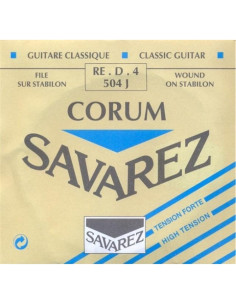 GUITARE CLASSIQUE
CLASSIC GUITAR
FILE
SUR STABILON
RE . D . 4
504 J
WOUND
ON STABILON
CORUM
SAVAREZ
SAVAREZ
TENSION FORTE
HIGH TENSION